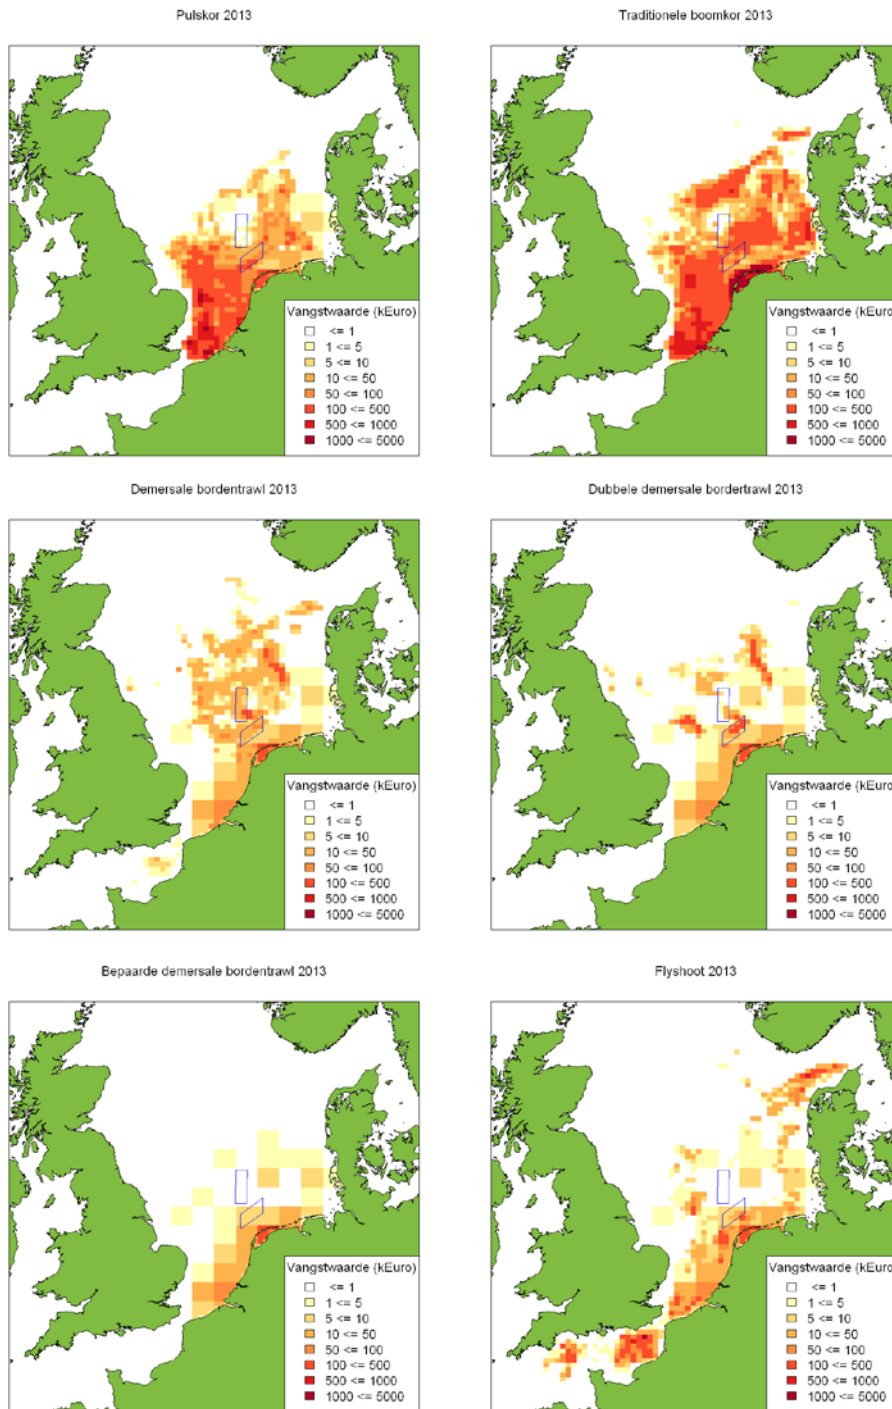 Pulskor 2013
Traditionele boomkor 2013
Vangstwaarde (kEuro)
<= 1
1 <= 5
5 <= 10
10 <= 50
50 <= 100
100 <= 500
500 <= 1000
1000 <= 5000
Vangstwaarde (kEuro)
<= 1
1 <= 5
5 <= 10
10 <= 50
50 <= 100
100 <= 500
500 <= 1000
1000 <= 5000
Demersale bordentrawl 2013
Dubbele demersale bordertrawl 2013
Vangstwaarde (kEuro)
<= 1
1 <= 5
5 <= 10
10 <= 50
50 <= 100
100 <= 500
500 <= 1000
1000 <= 5000
Vangstwaarde (kEuro)
<= 1
1 <= 5
5 <= 10
10 <= 50
50 <= 100
100 <= 500
500 <= 1000
1000 <= 5000
Bepaarde demersale bordentrawl 2013
Flyshoot 2013
Vangstwaarde (kEuro)
<= 1
1 <= 5
5 <= 10
10 <= 50
50 <= 100
100 <= 500
500 <= 1000
1000 <= 5000
Vangstwaarde (kEuro)
<= 1
1 <= 5
5 <= 10
10 <= 50
50 <= 100
100 <= 500
500 <= 1000
1000 <= 5000